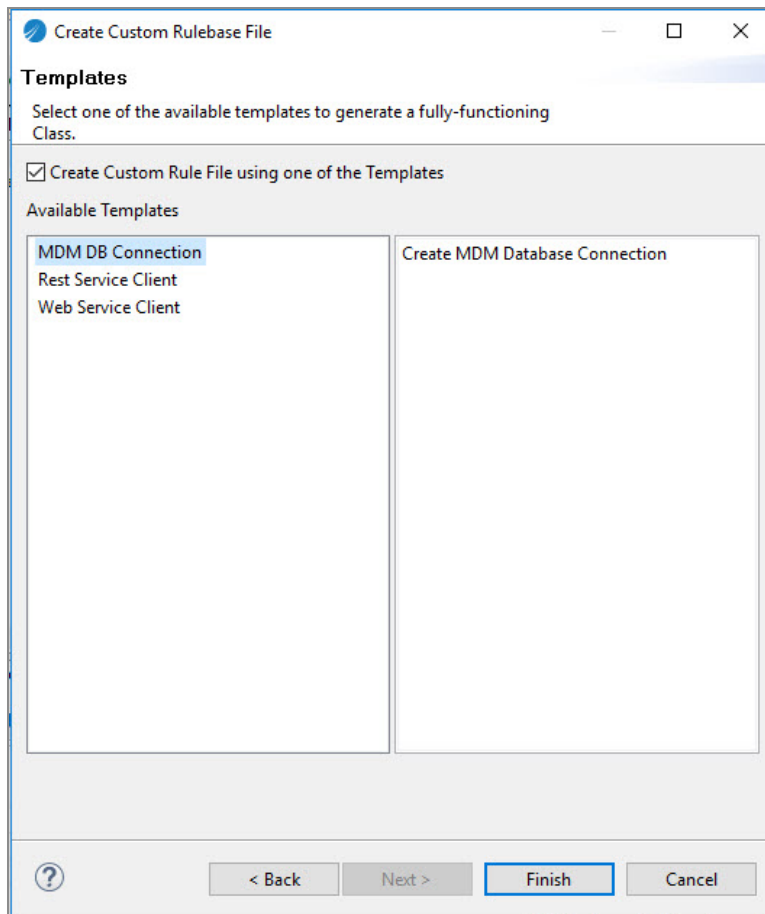 Create Custom Rulebase File
Templates
Select one of the available templates to generate a fully-functioning
Class.
Create Custom Rule File using one of the Templates
Available Templates
MDM DB Connection
Rest Service Client
Web Service Client
Create MDM Database Connection
?
< Back
Next >
Finish
Cancel